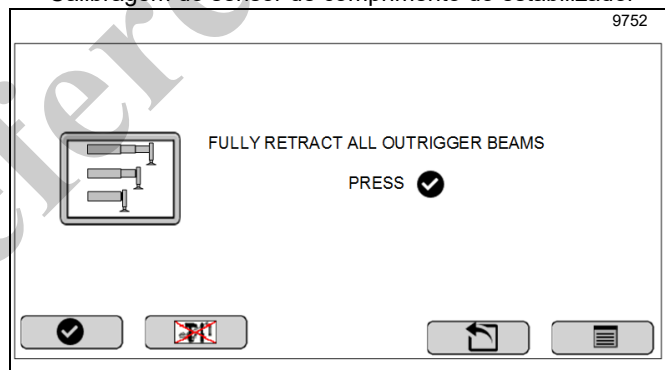 Calibragem do sensor de comprimento do estabilizador
9752
FULLY RETRACT ALL OUTRIGGER BEAMS
PRESS